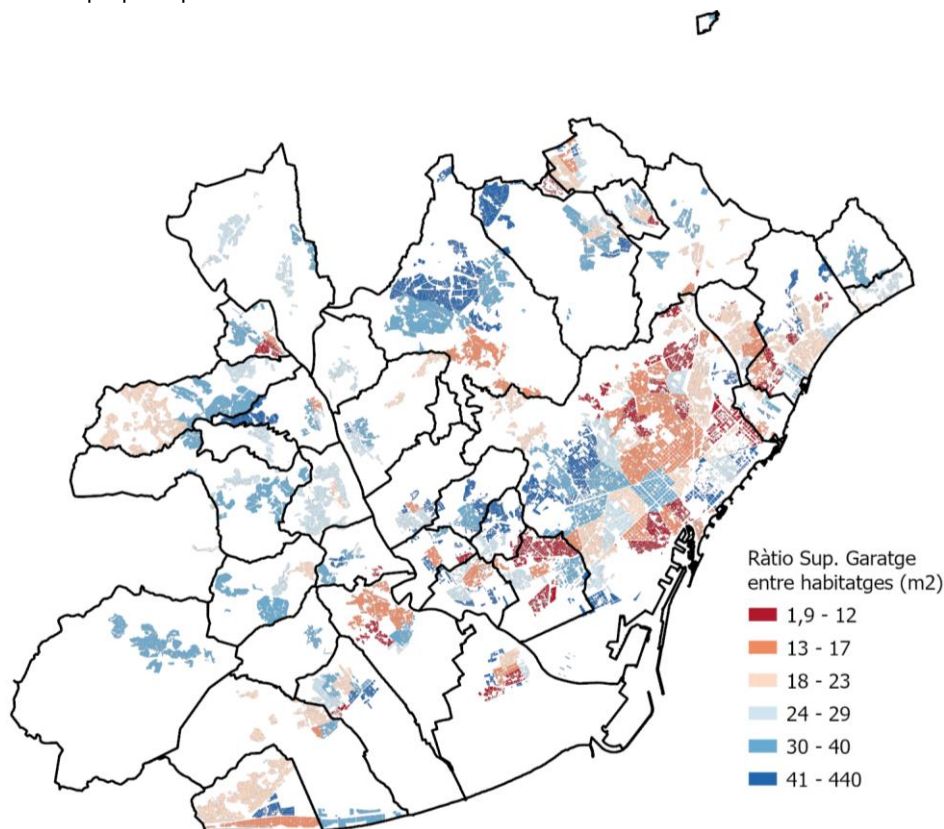 Ràtio Sup. Garatge
entre habitatges (m2)
1,9 - 12
13 - 17
18 - 23
24 - 29
30 - 40
41 - 440